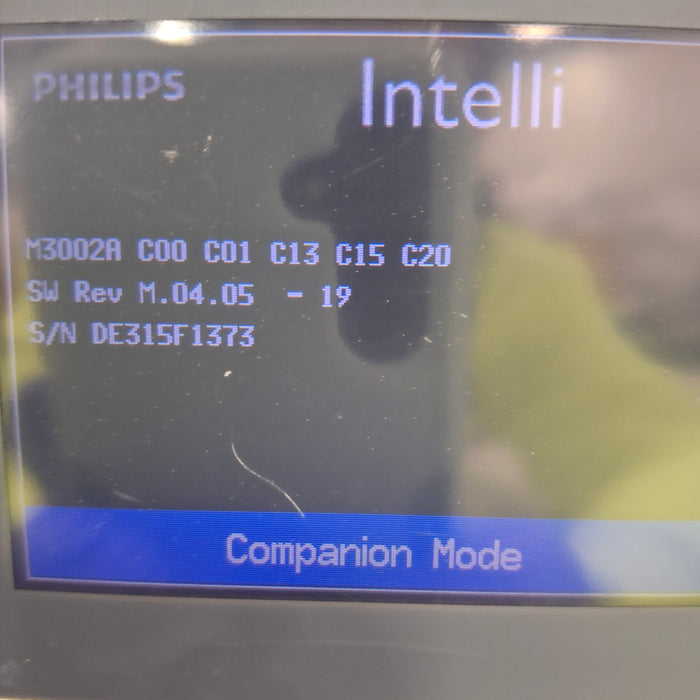 PHILIPS
Intelli
M3002A C00 C01 C13 C15 C20
SW Rev M.04.05 - 19
S/N DE315F1373
Companion Mode